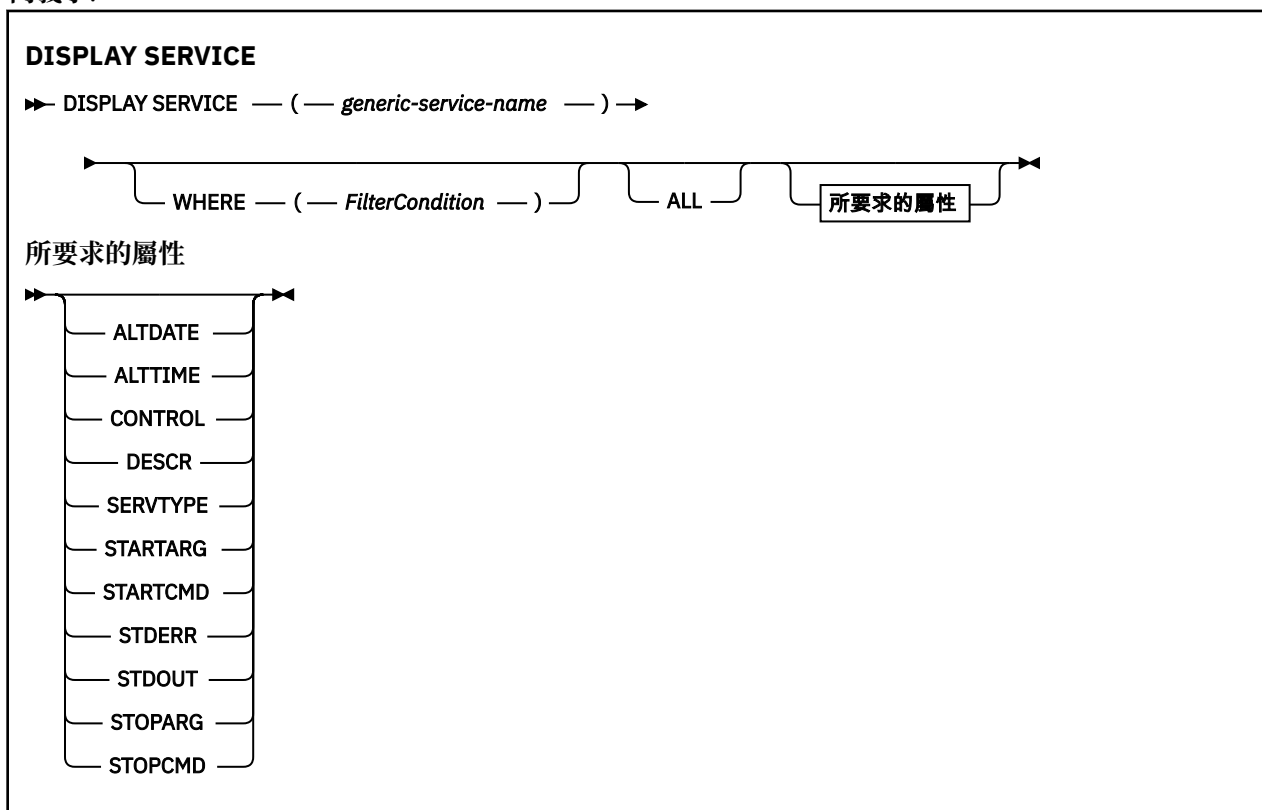 DISPLAY SERVICE
DISPLAY SERVICE ( generic-service-name )
WHERE ( FilterCondition ) ALL 所要求的屬性
所要求的屬性
ALTDATE
ALTTIME
CONTROL
DESCR
SERVTYPE
STARTARG
STARTCMD
STDERR
STDOUT
STOPARG
STOPCMD